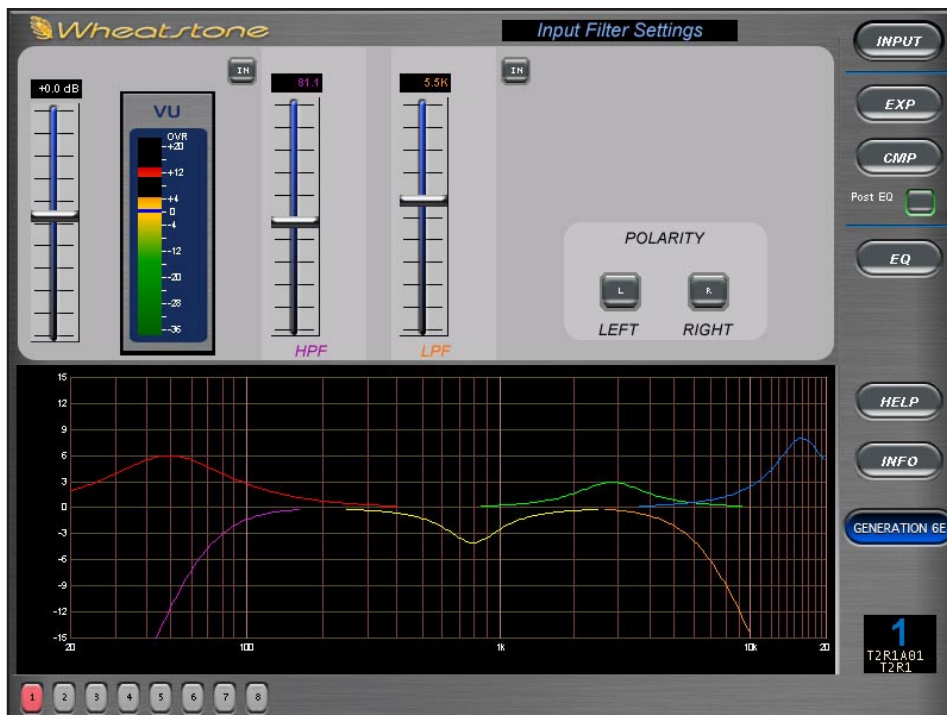 Wheatstone
Input Filter Settings
INPUT
EXP
CMP
Post EQ
EQ
HELP
INFO
GENERATION 6E
IN
IN
+0.0 dB
81.1
5.5K
VU
OVR
+20
+12
+4
0
-4
-12
-20
-28
-36
HPF
LPF
POLARITY
L
R
LEFT
RIGHT
15
12
9
6
3
0
-3
-6
-9
-12
-15
20
100
1k
10k
20
1
T2R1A01
T2R1
1 2 3 4 5 6 7 8